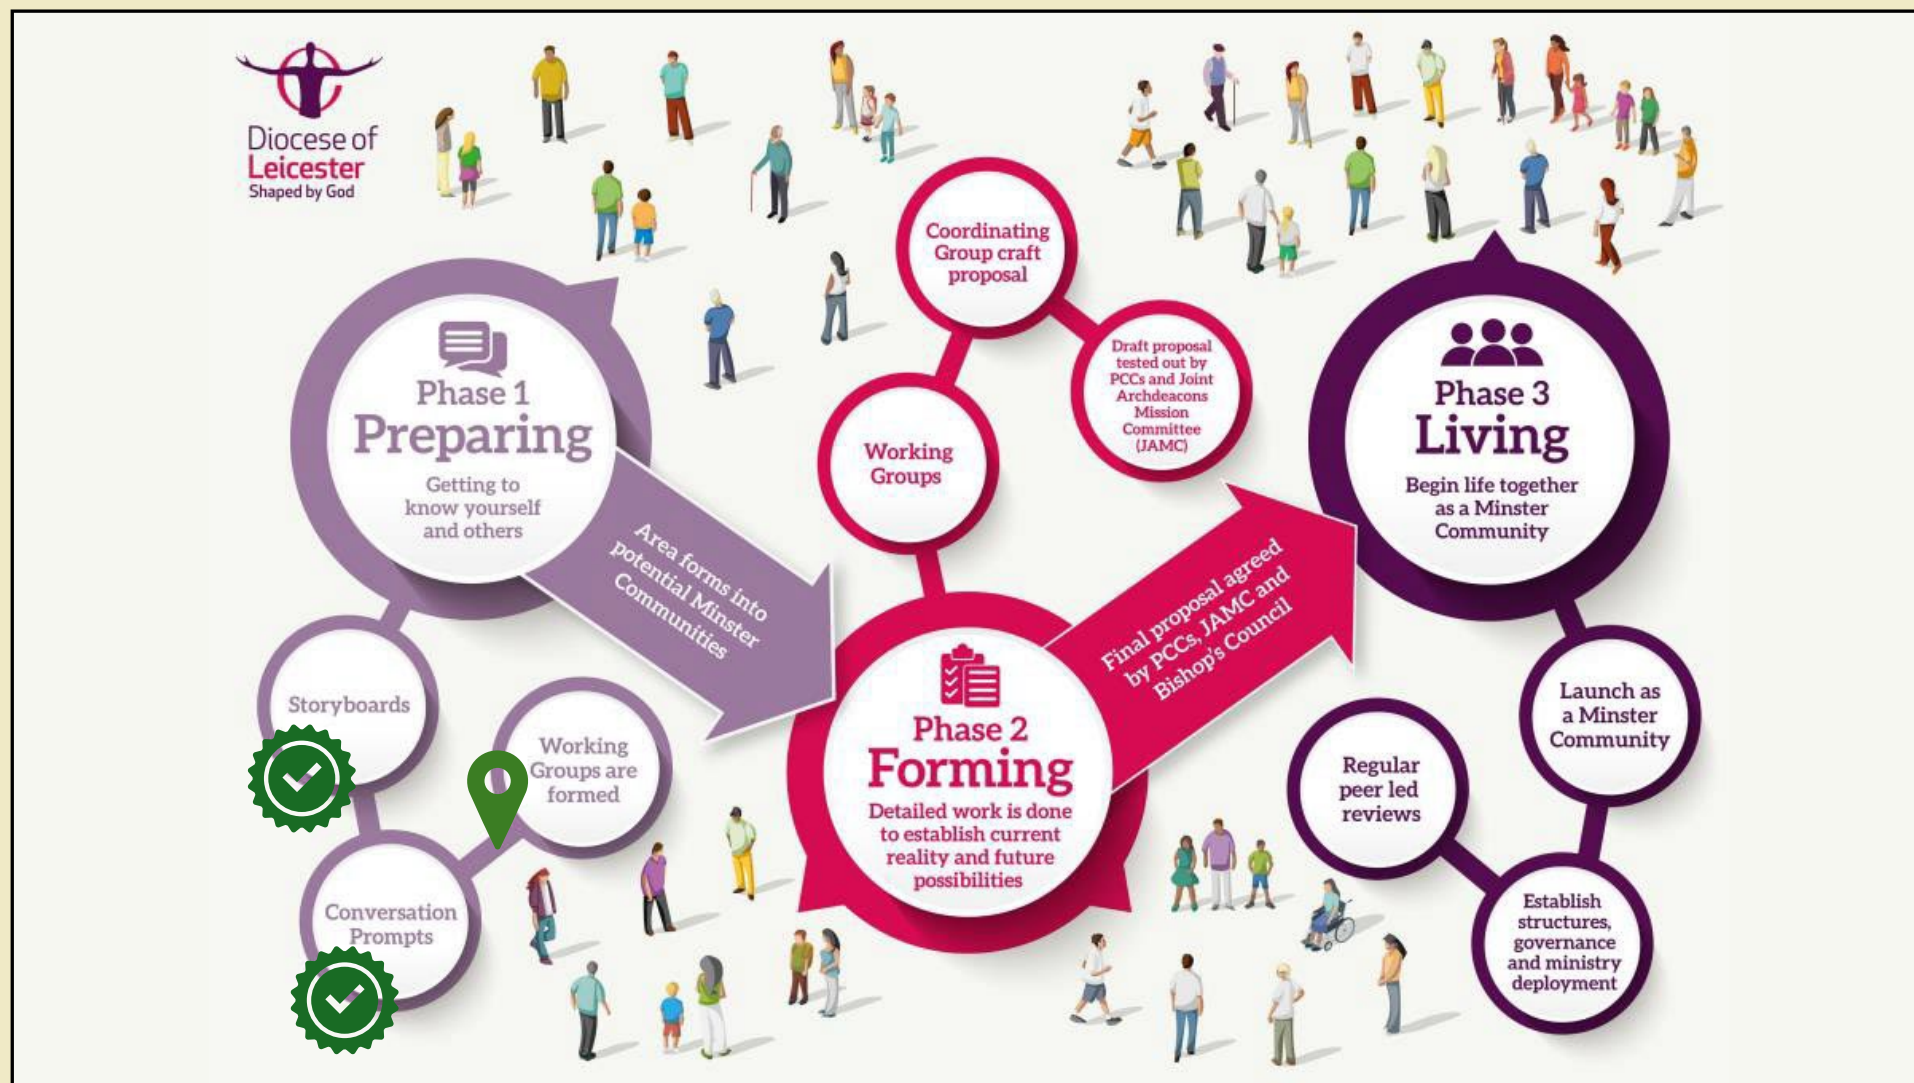 Diocese of
Leicester
Shaped by God
Phase 1
Preparing
Getting to
know yourself
and others
Area forms into
potential Minster
Communities
Storyboards
Conversation
Prompts
Working
Groups are
formed
Phase 2
Forming
Detailed work is done
to establish current
reality and future
possibilities
Working
Groups
Coordinating
Group craft
proposal
Draft proposal
tested out by
PCCs and Joint
Archdeacons
Mission
Committee
(JAMC)
Final proposal agreed
by PCCs, JAMC and
Bishop's Council
Phase 3
Living
Begin life together
as a Minster
Community
Launch as
a Minster
Community
Establish
structures,
governance
and ministry
deployment
Regular
peer led
reviews